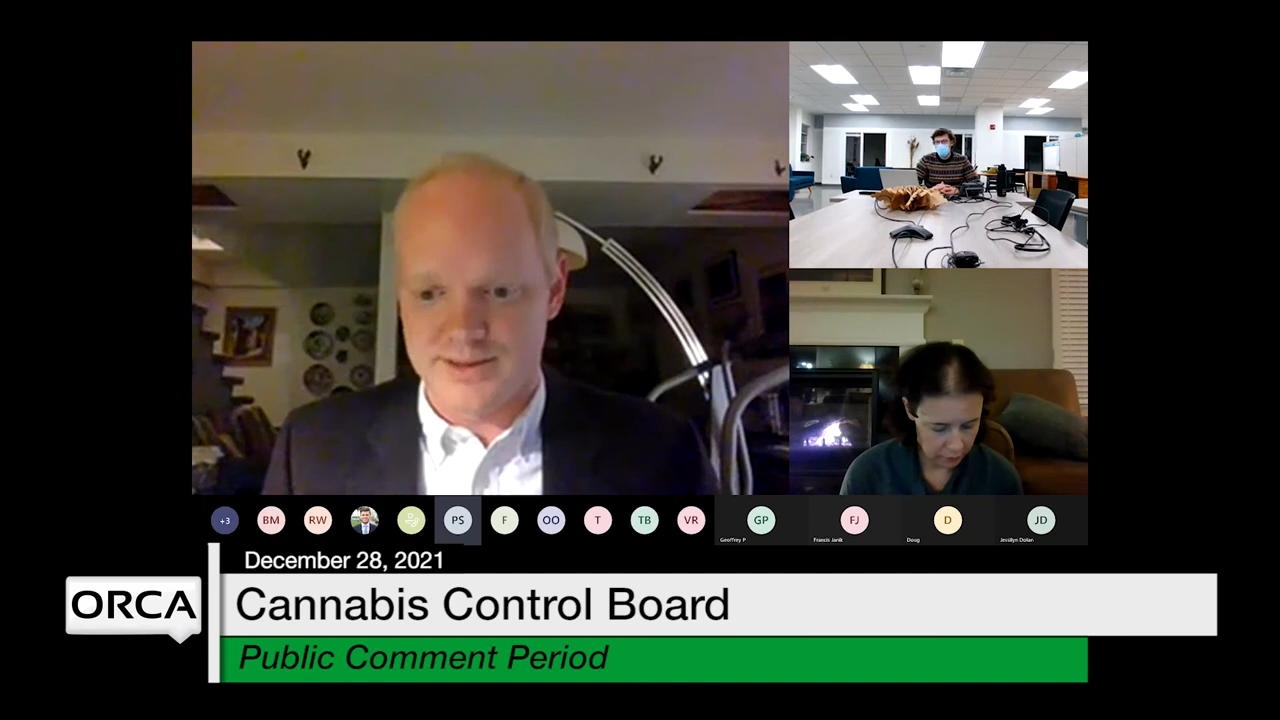 +3 BM RW PS F OO T TB VR GP FJ D JD
Geoffrey P Francis Janik Doug Jessilyn Dolan
December 28, 2021
ORCA Cannabis Control Board
Public Comment Period